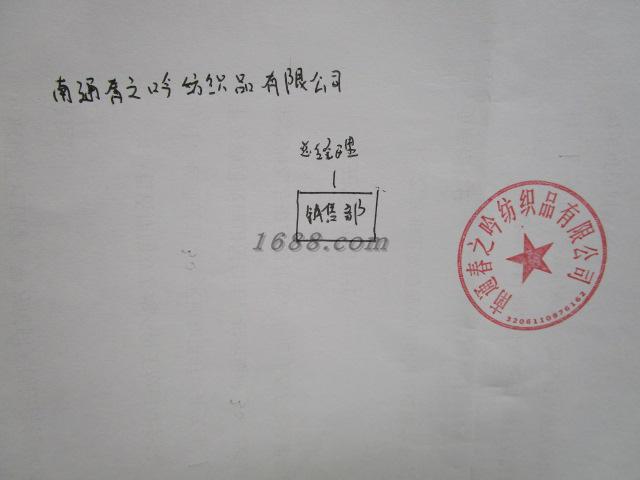 南通春之吟纺织品有限公司
总经理
销售部
1688.com
南通春之吟纺织品有限公司
3206110876162